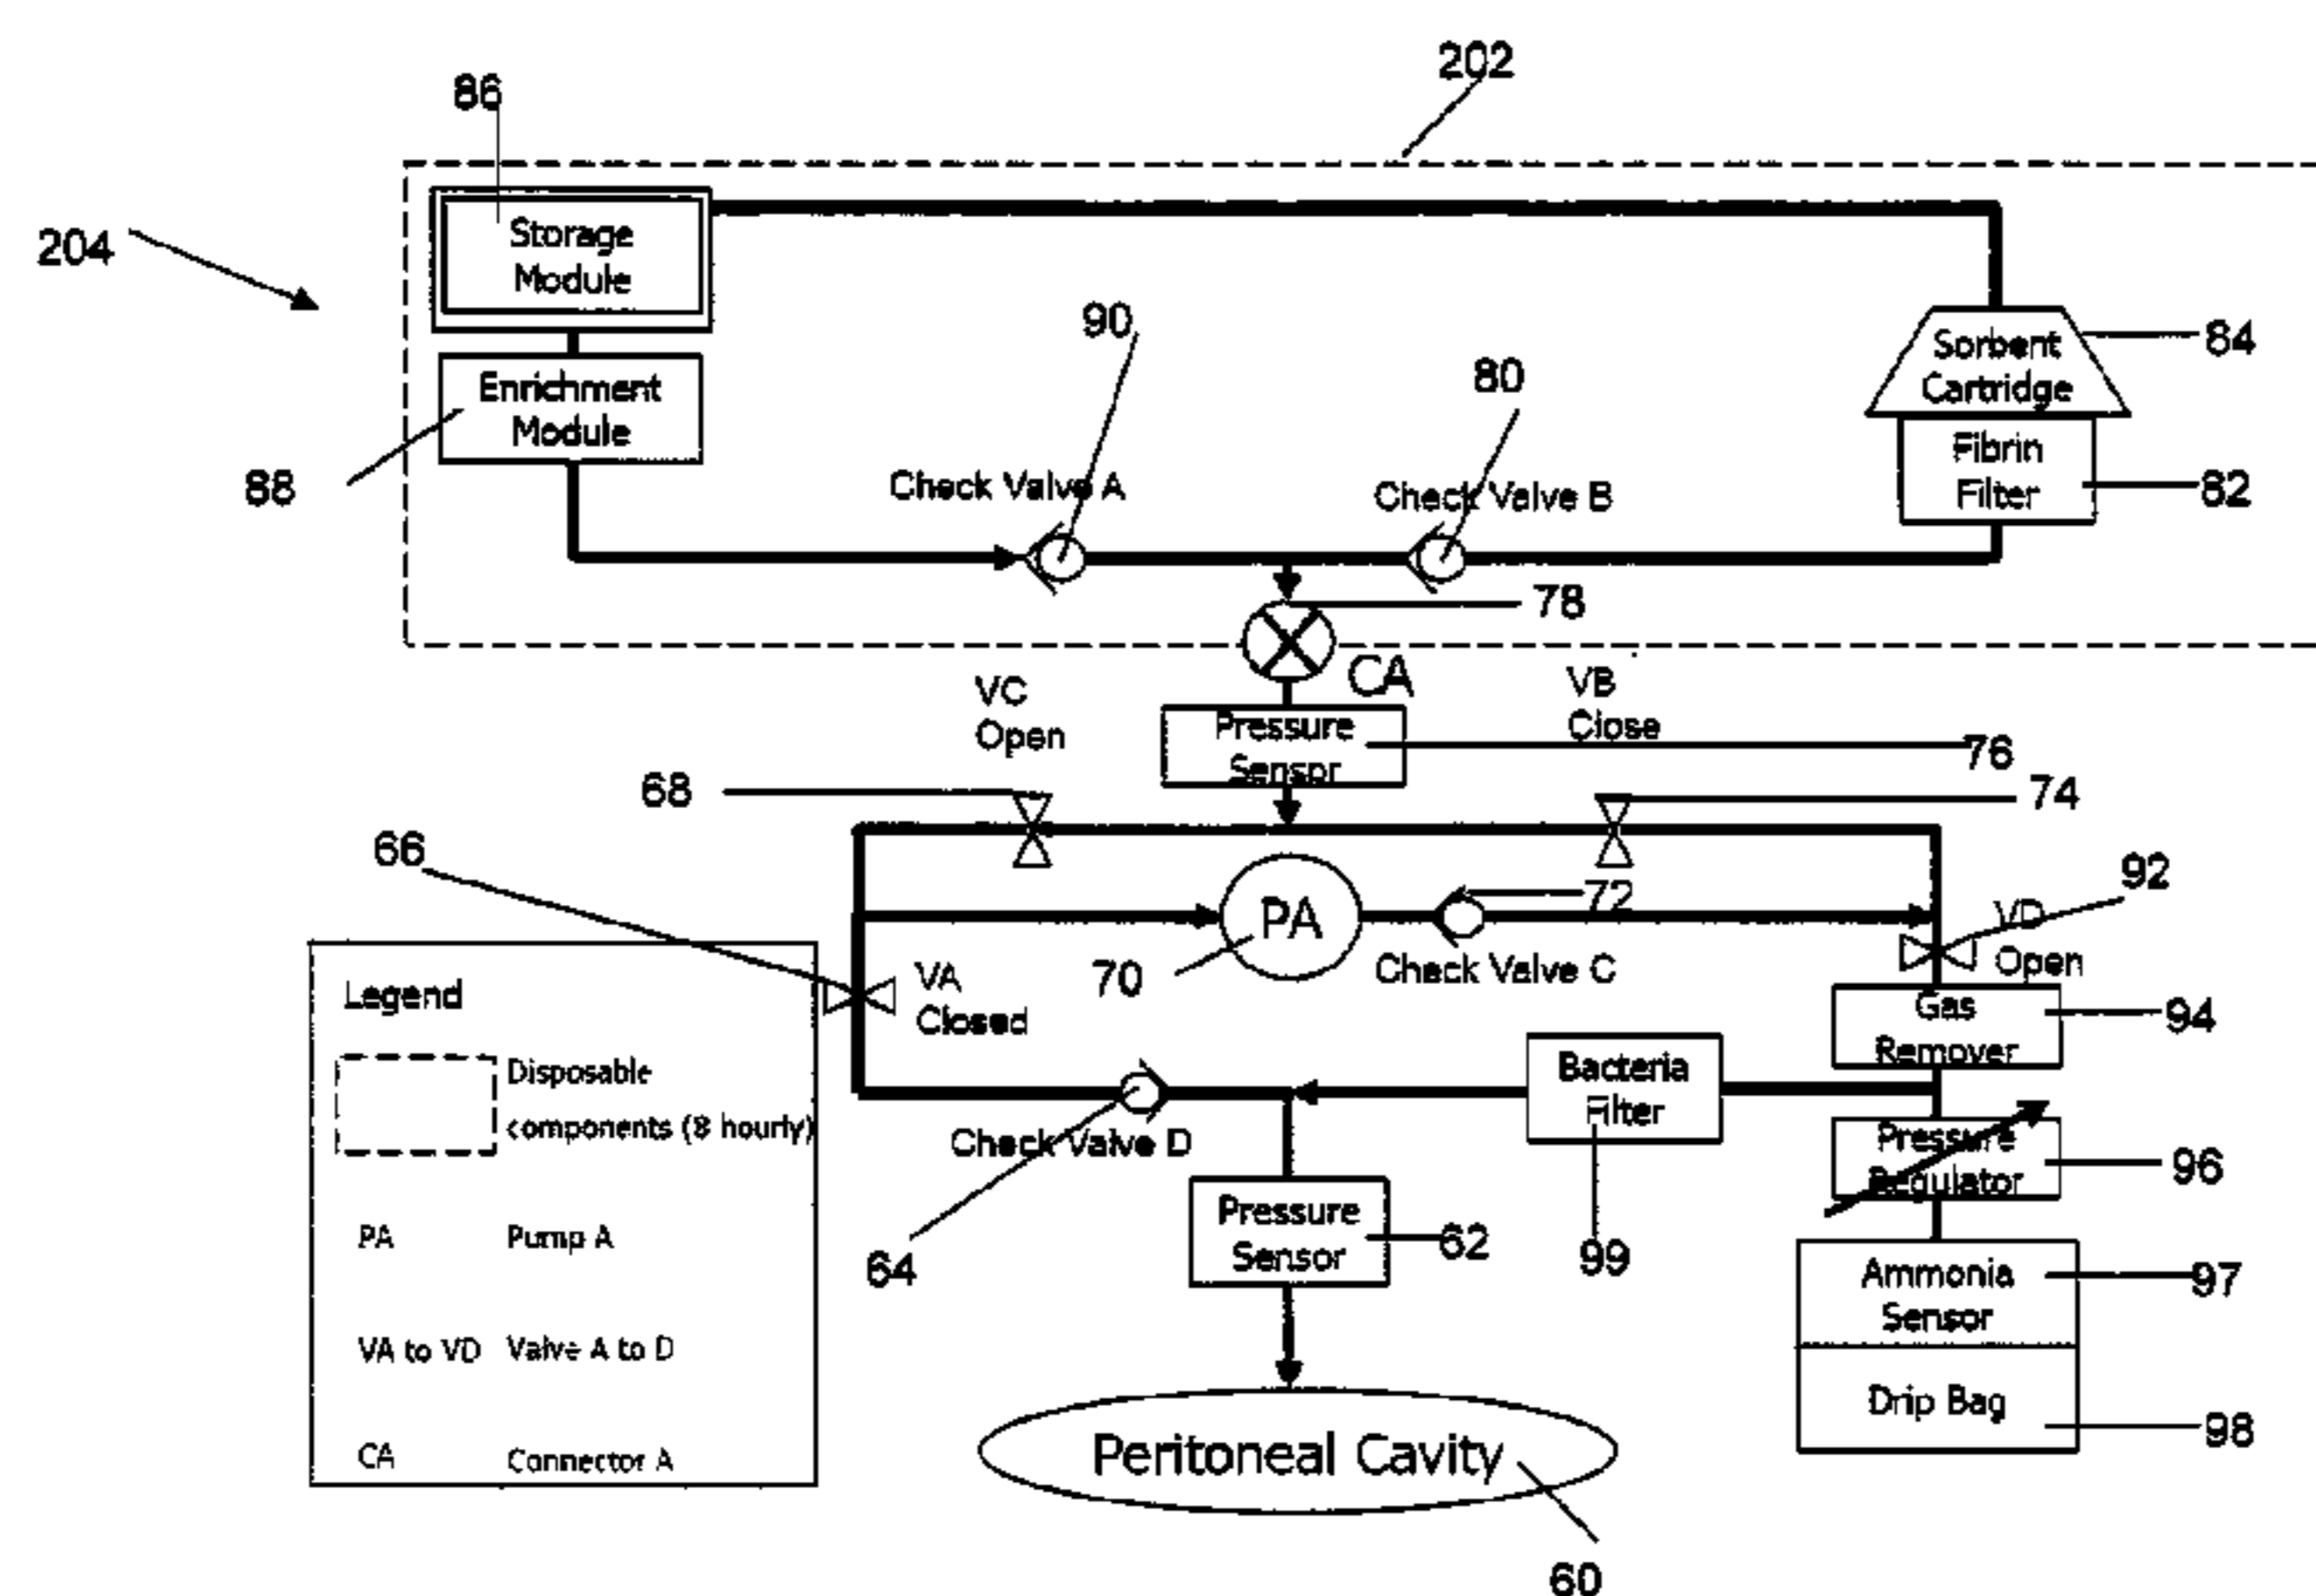 202
86
204
Storage
Module
90
84
Sorbent
Cartridge
80
Enrichment
Module
Fibrin
Filter
88
Check Valve A
Check Valve B
82
78
CA
VC
Open
VB
Close
Pressure
Sensor
76
68
74
66
92
72
PA
VD
Open
70
Check Valve C
VA
Closed
Gas
Remover
94
Legend
Disposable
components (8 hourly)
PA Pump A
VA to VD Valve A to D
CA Connector A
Bacteria
Filter
Check Valve D
Pressure
Regulator
96
Pressure
Sensor
62
64
99
Ammonia
Sensor
97
Drip Bag
98
Peritoneal Cavity
60